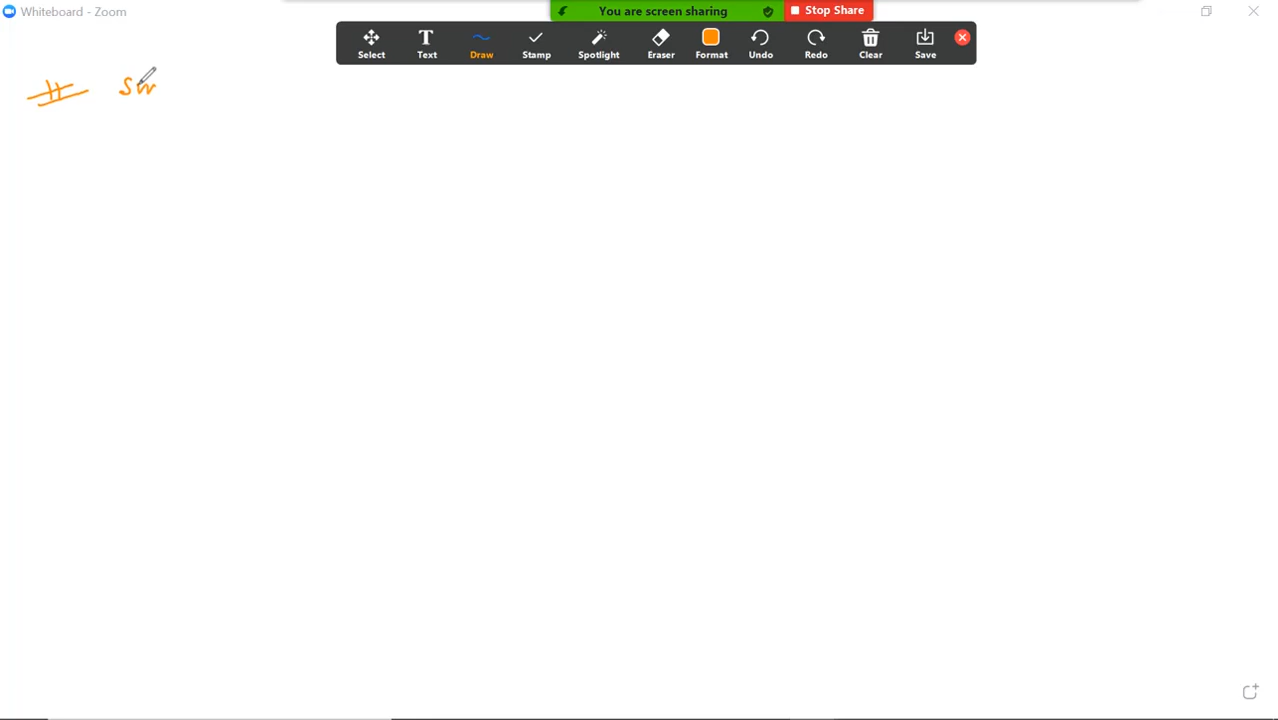 Whiteboard - Zoom
You are screen sharing
Stop Share
Select Text Draw Stamp Spotlight Eraser Format Undo Redo Clear Save
#